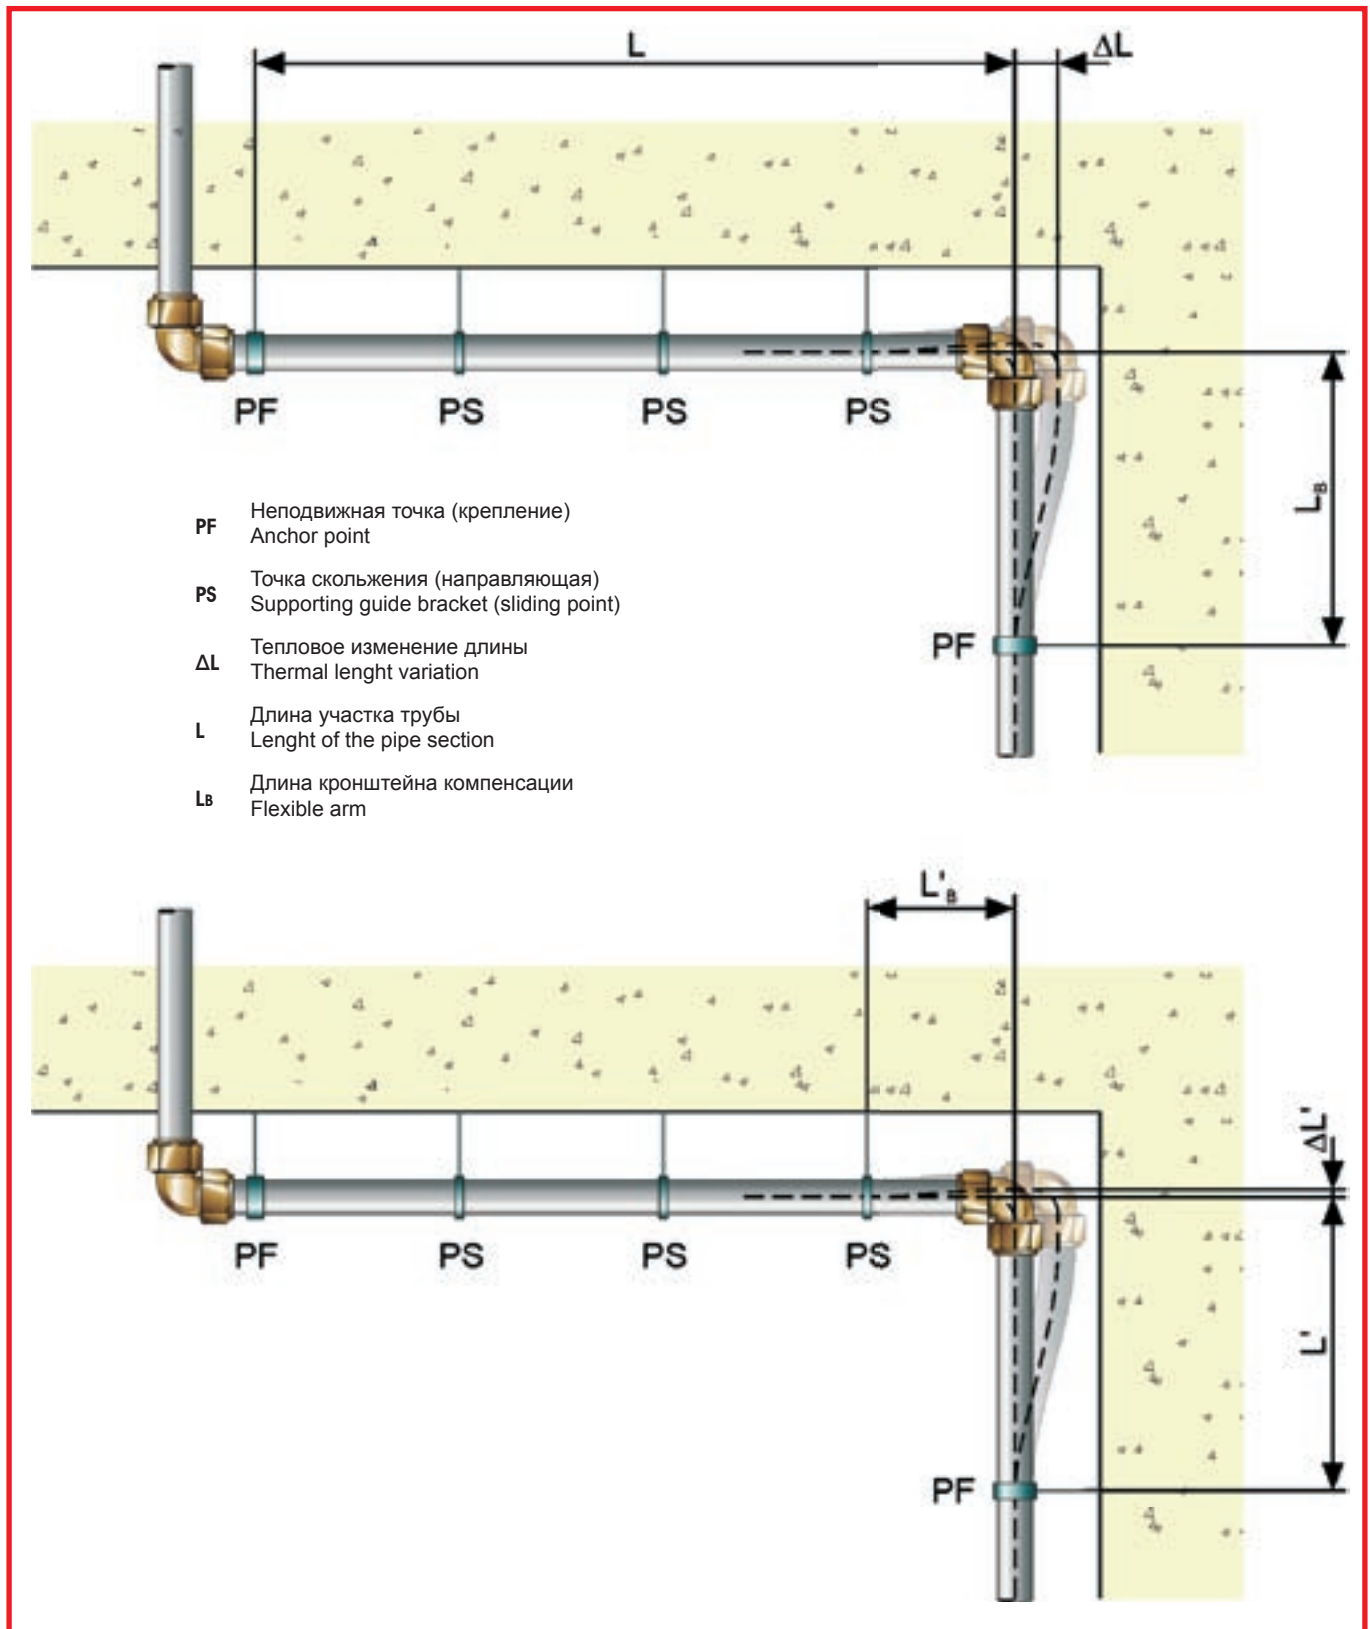 L ΔL
PF PS PS PS
L_B
PF Неподвижная точка (крепление)
Anchor point
PS Точка скольжения (направляющая)
Supporting guide bracket (sliding point)
PF
ΔL Тепловое изменение длины
Thermal lenght variation
L Длина участка трубы
Lenght of the pipe section
LB Длина кронштейна компенсации
Flexible arm
L'_B
ΔL'
PF PS PS PS
L'
PF